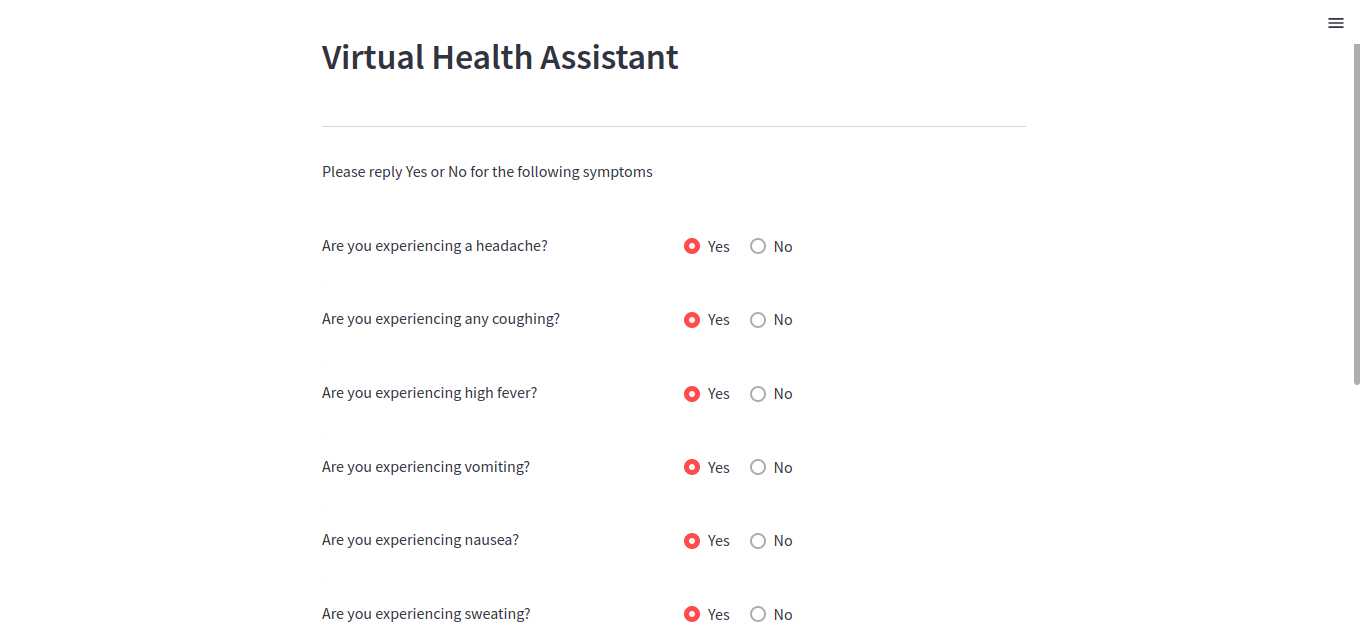 Virtual Health Assistant
Please reply Yes or No for the following symptoms
Are you experiencing a headache? Yes No
Are you experiencing any coughing? Yes No
Are you experiencing high fever? Yes No
Are you experiencing vomiting? Yes No
Are you experiencing nausea? Yes No
Are you experiencing sweating? Yes No